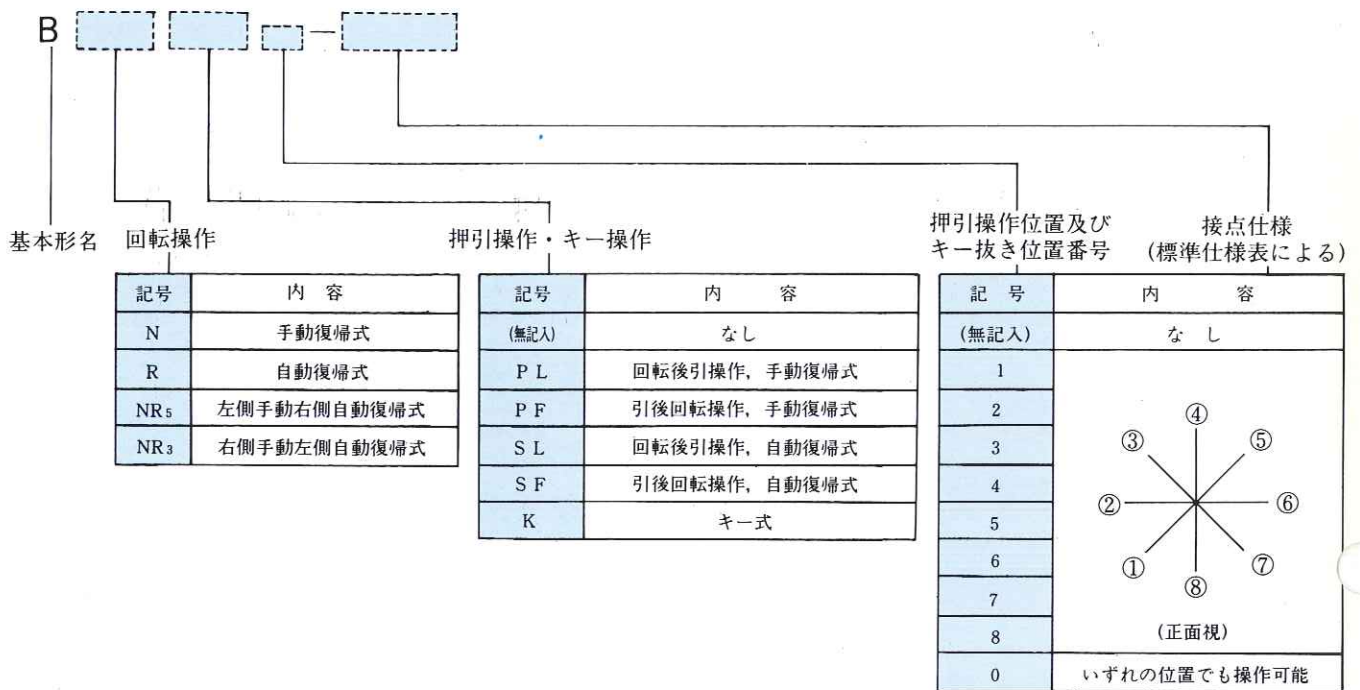 B －
基本形名
回転操作
記号 内 容
N 手動復帰式
R 自動復帰式
NR₅ 左側手動右側自動復帰式
NR₃ 右側手動左側自動復帰式
押引操作・キー操作
記号 内 容
(無記入) なし
PL 回転後引操作，手動復帰式
PF 引後回転操作，手動復帰式
SL 回転後引操作，自動復帰式
SF 引後回転操作，自動復帰式
K キー式
押引操作位置及び
キー抜き位置番号
接点仕様
(標準仕様表による)
記 号 内 容
(無記入) な し
1
2
3
4
5
6
7
8
④
③ ⑤
② ⑥
① ⑦
⑧
(正面視)
0 いずれの位置でも操作可能